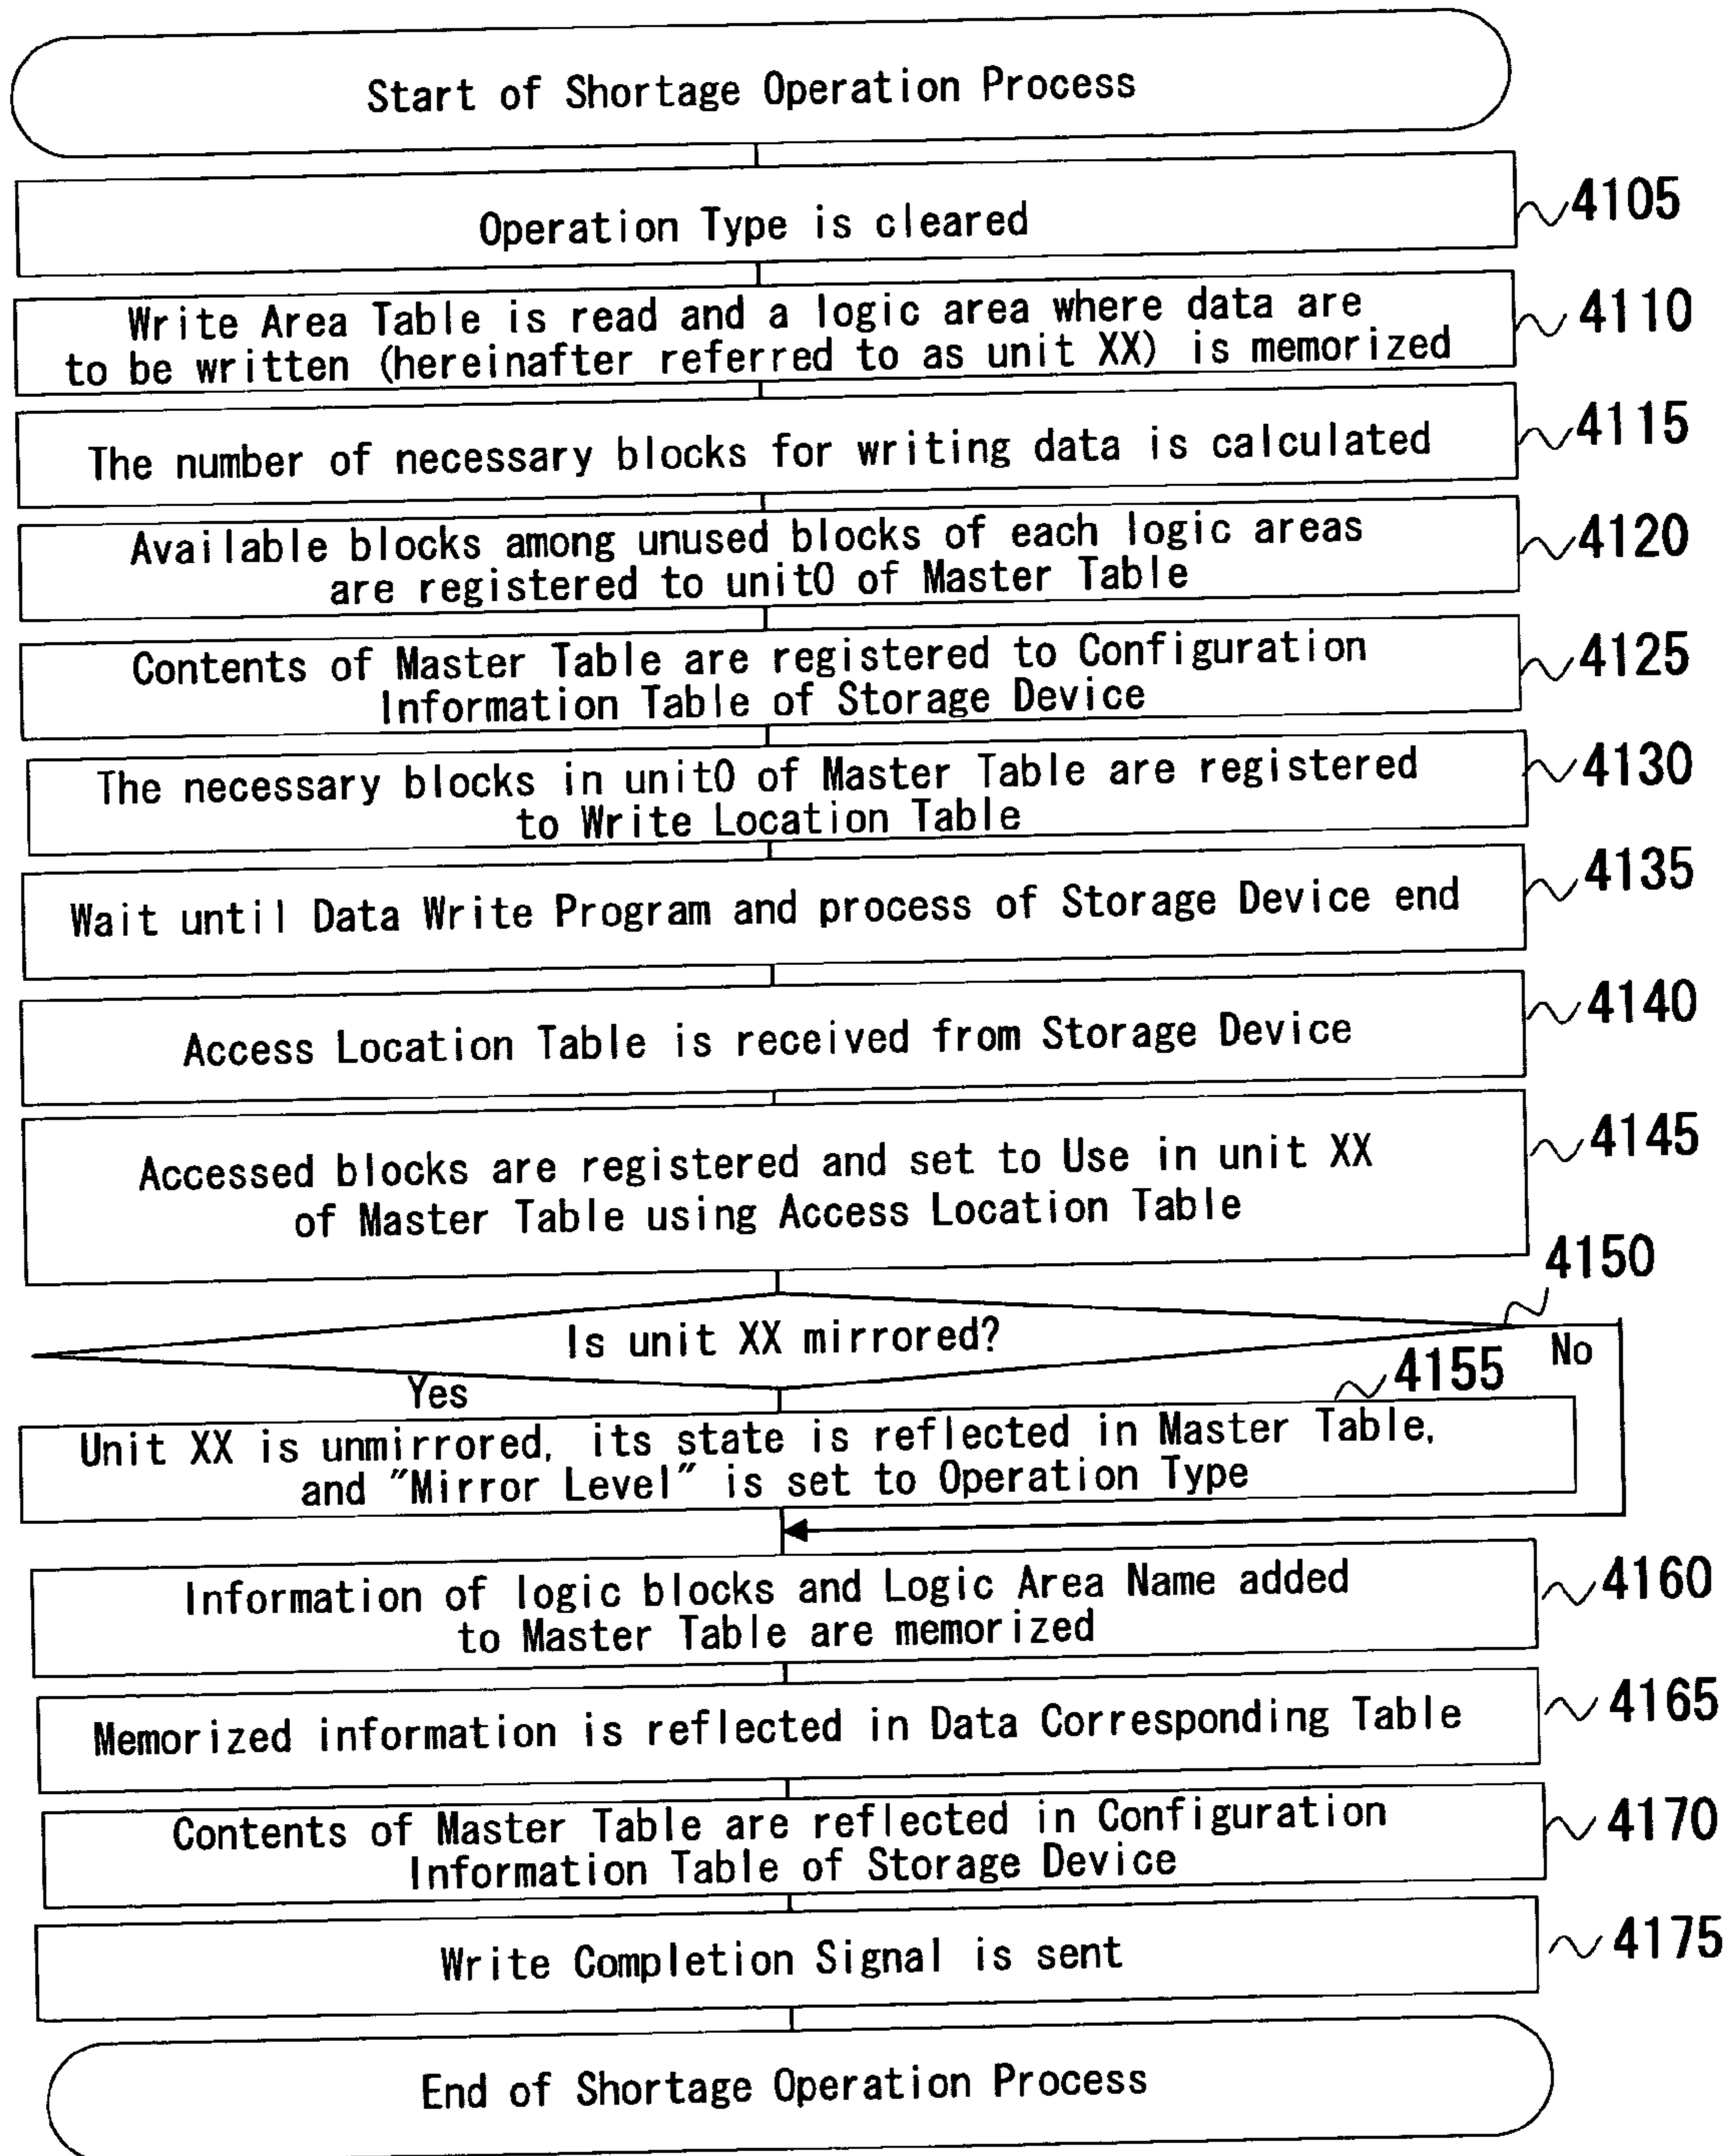 Start of Shortage Operation Process
Operation Type is cleared
4105
Write Area Table is read and a logic area where data are
to be written (hereinafter referred to as unit XX) is memorized
4110
The number of necessary blocks for writing data is calculated
4115
Available blocks among unused blocks of each logic areas
are registered to unit0 of Master Table
4120
Contents of Master Table are registered to Configuration
Information Table of Storage Device
4125
The necessary blocks in unit0 of Master Table are registered
to Write Location Table
4130
Wait until Data Write Program and process of Storage Device end
4135
Access Location Table is received from Storage Device
4140
Accessed blocks are registered and set to Use in unit XX
of Master Table using Access Location Table
4145
4150
Is unit XX mirrored?
No
Yes
4155
Unit XX is unmirrored, its state is reflected in Master Table,
and "Mirror Level" is set to Operation Type
Information of logic blocks and Logic Area Name added
to Master Table are memorized
4160
Memorized information is reflected in Data Corresponding Table
4165
Contents of Master Table are reflected in Configuration
Information Table of Storage Device
4170
Write Completion Signal is sent
4175
End of Shortage Operation Process